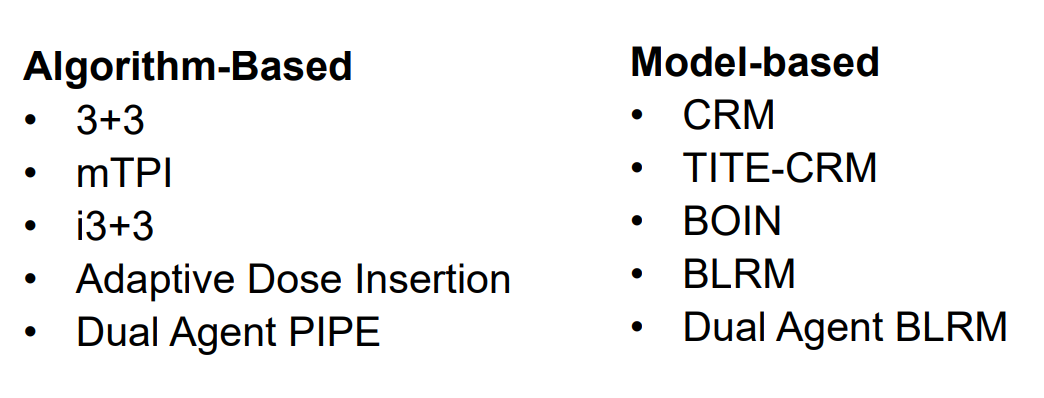 Algorithm-Based
• 3+3
• mTPI
• i3+3
• Adaptive Dose Insertion
• Dual Agent PIPE
Model-based
• CRM
• TITE-CRM
• BOIN
• BLRM
• Dual Agent BLRM